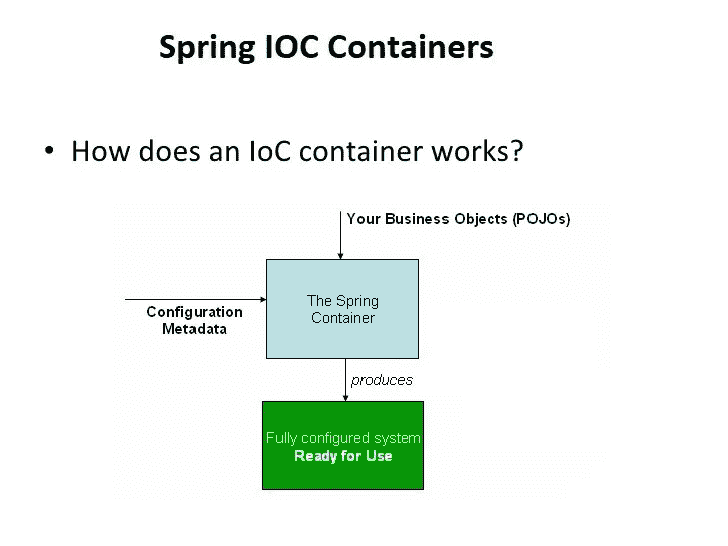 Spring IOC Containers
• How does an IoC container works?
Your Business Objects (POJOs)
The Spring
Container
Configuration
Metadata
produces
Fully configured system
Ready for Use